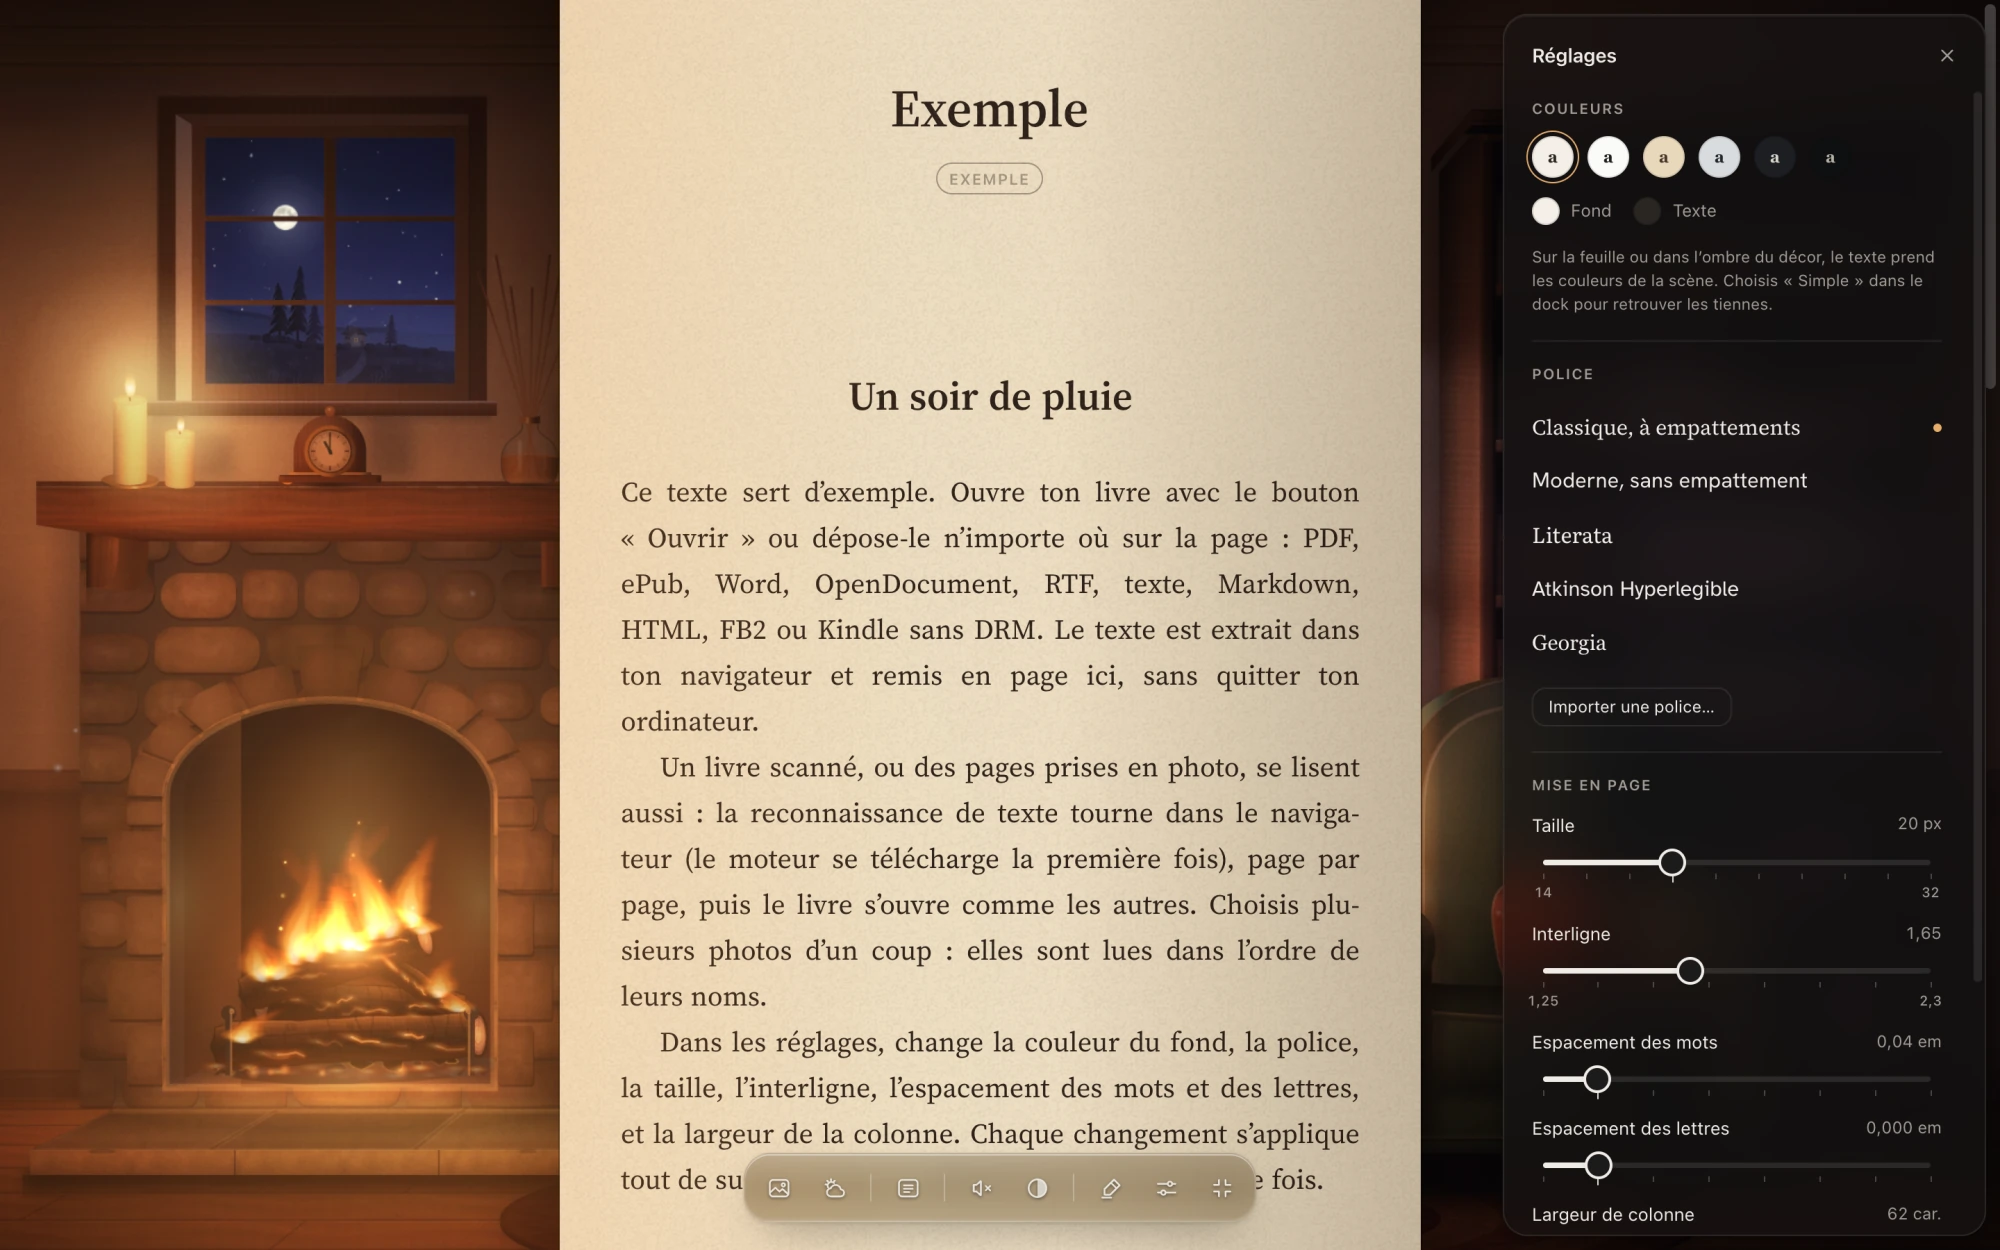 Exemple
EXEMPLE
Un soir de pluie
Ce texte sert d’exemple. Ouvre ton livre avec le bouton
« Ouvrir » ou dépose-le n’importe où sur la page : PDF,
ePub, Word, OpenDocument, RTF, texte, Markdown,
HTML, FB2 ou Kindle sans DRM. Le texte est extrait dans
ton navigateur et remis en page ici, sans quitter ton
ordinateur.
Un livre scanné, ou des pages prises en photo, se lisent
aussi : la reconnaissance de texte tourne dans le naviga-
teur (le moteur se télécharge la première fois), page par
page, puis le livre s’ouvre comme les autres. Choisis plu-
sieurs photos d’un coup : elles sont lues dans l’ordre de
leurs noms.
Dans les réglages, change la couleur du fond, la police,
la taille, l’interligne, l’espacement des mots et des lettres,
et la largeur de la colonne. Chaque changement s’applique
tout de su
e fois.
Réglages
COULEURS
a a a a a a
Fond Texte
Sur la feuille ou dans l’ombre du décor, le texte prend
les couleurs de la scène. Choisis « Simple » dans le
dock pour retrouver les tiennes.
POLICE
Classique, à empattements
Moderne, sans empattement
Literata
Atkinson Hyperlegible
Georgia
Importer une police…
MISE EN PAGE
Taille 20 px
14 32
Interligne 1,65
1,25 2,3
Espacement des mots 0,04 em
Espacement des lettres 0,000 em
Largeur de colonne 62 car.